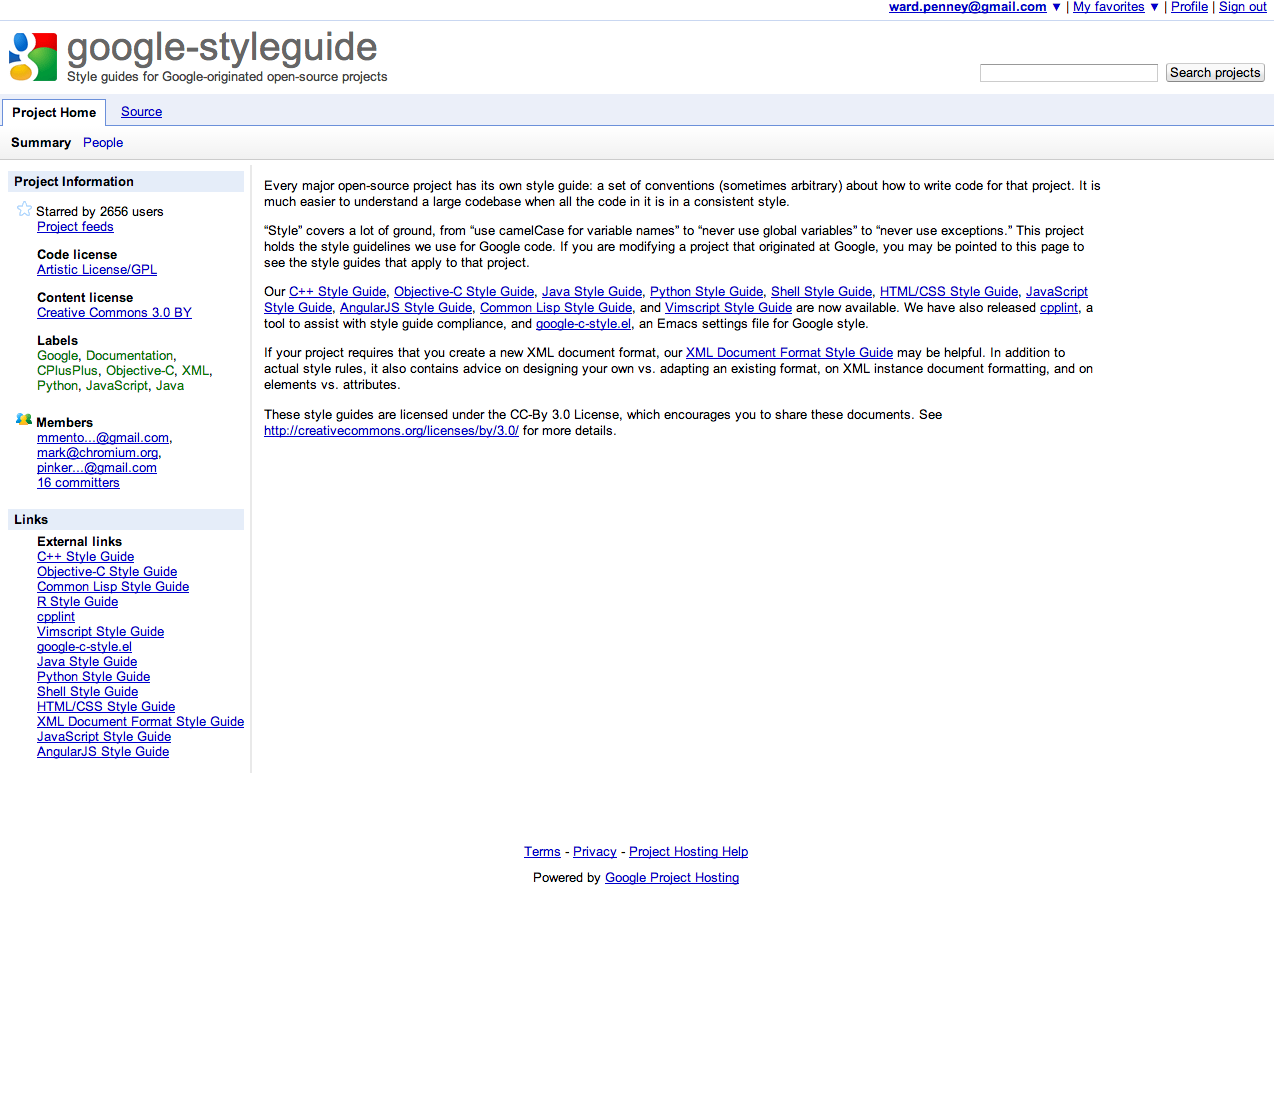 ward.penney@gmail.com ▼ | My favorites ▼ | Profile | Sign out
google-styleguide
Style guides for Google-originated open-source projects
Search projects
Project Home Source
Summary People
Project Information
Starred by 2656 users
Project feeds
Code license
Artistic License/GPL
Content license
Creative Commons 3.0 BY
Labels
Google, Documentation,
CPlusPlus, Objective-C, XML,
Python, JavaScript, Java
Members
mmento...@gmail.com,
mark@chromium.org,
pinker...@gmail.com
16 committers
Links
External links
C++ Style Guide
Objective-C Style Guide
Common Lisp Style Guide
R Style Guide
cpplint
Vimscript Style Guide
google-c-style.el
Java Style Guide
Python Style Guide
Shell Style Guide
HTML/CSS Style Guide
XML Document Format Style Guide
JavaScript Style Guide
AngularJS Style Guide
Every major open-source project has its own style guide: a set of conventions (sometimes arbitrary) about how to write code for that project. It is
much easier to understand a large codebase when all the code in it is in a consistent style.
“Style” covers a lot of ground, from “use camelCase for variable names” to “never use global variables” to “never use exceptions.” This project
holds the style guidelines we use for Google code. If you are modifying a project that originated at Google, you may be pointed to this page to
see the style guides that apply to that project.
Our C++ Style Guide, Objective-C Style Guide, Java Style Guide, Python Style Guide, Shell Style Guide, HTML/CSS Style Guide, JavaScript
Style Guide, AngularJS Style Guide, Common Lisp Style Guide, and Vimscript Style Guide are now available. We have also released cpplint, a
tool to assist with style guide compliance, and google-c-style.el, an Emacs settings file for Google style.
If your project requires that you create a new XML document format, our XML Document Format Style Guide may be helpful. In addition to
actual style rules, it also contains advice on designing your own vs. adapting an existing format, on XML instance document formatting, and on
elements vs. attributes.
These style guides are licensed under the CC-By 3.0 License, which encourages you to share these documents. See
http://creativecommons.org/licenses/by/3.0/ for more details.
Terms - Privacy - Project Hosting Help
Powered by Google Project Hosting